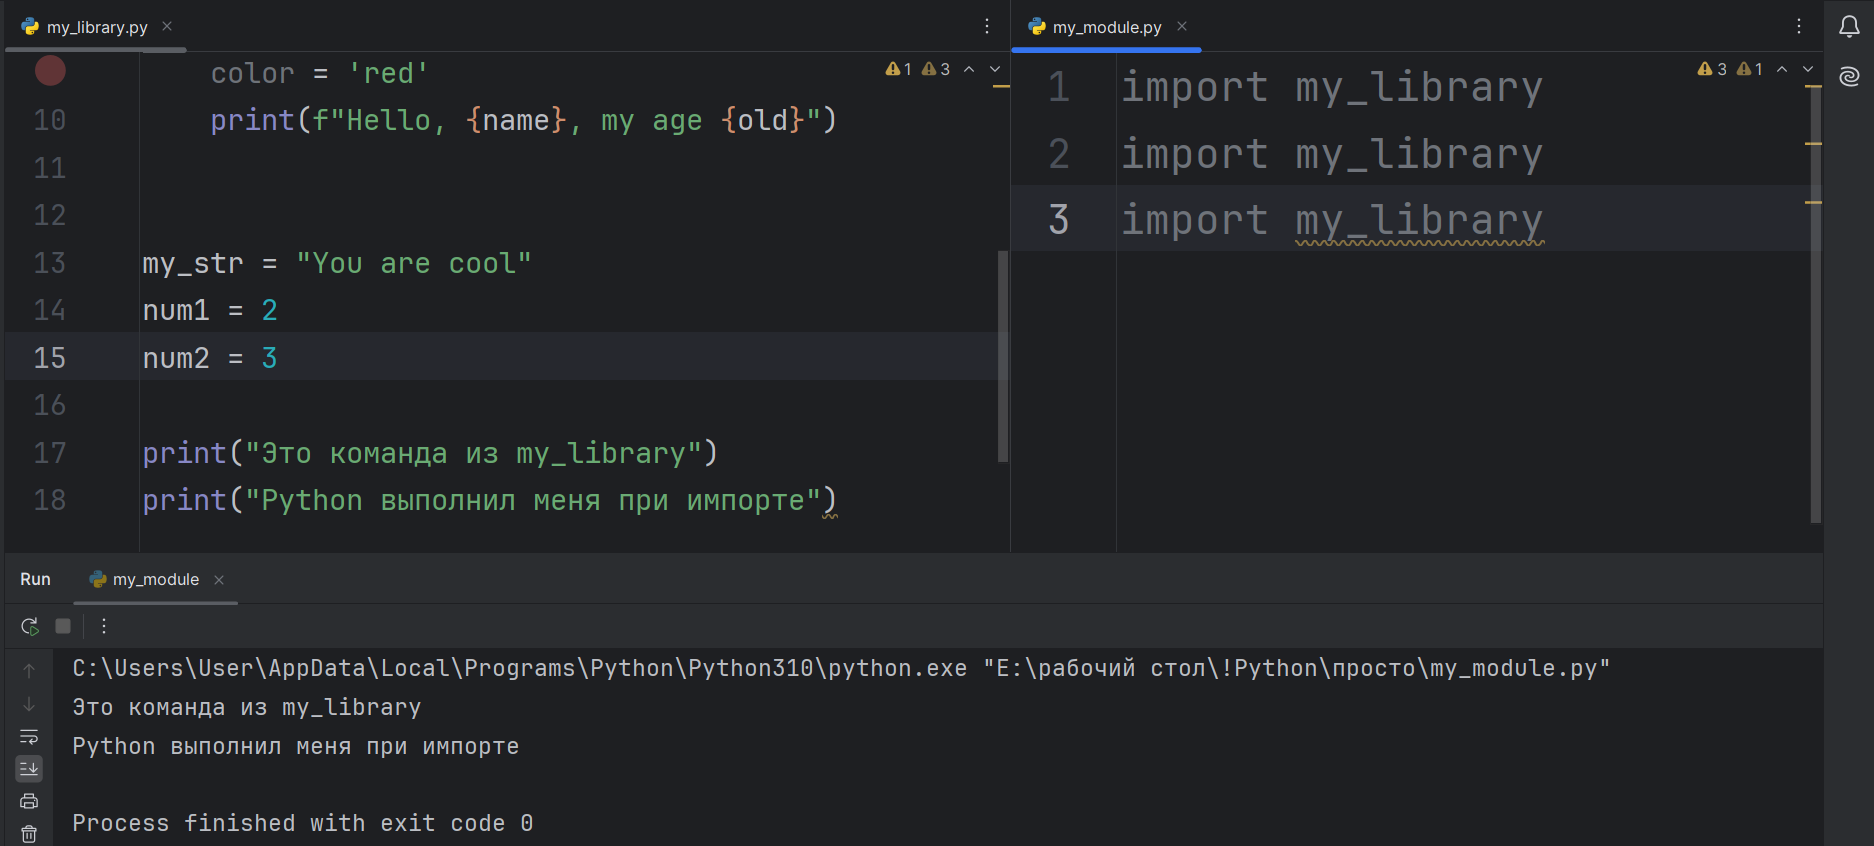 my_library.py
my_module.py
1 3
color = 'red'
10 print(f"Hello, {name}, my age {old}")
11
12
13 my_str = "You are cool"
14 num1 = 2
15 num2 = 3
16
17 print("Это команда из my_library")
18 print("Python выполнил меня при импорте")
3 1
1 import my_library
2 import my_library
3 import my_library
Run my_module
C:\Users\User\AppData\Local\Programs\Python\Python310\python.exe "E:\рабочий стол\!Python\просто\my_module.py"
Это команда из my_library
Python выполнил меня при импорте
Process finished with exit code 0